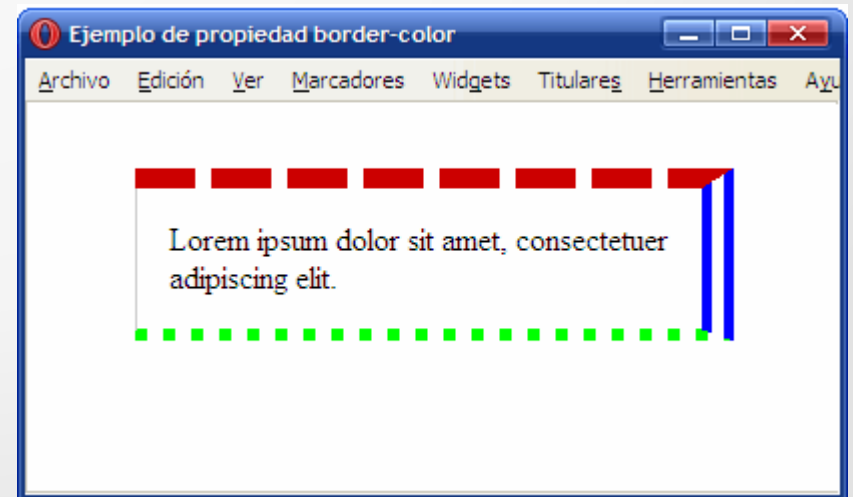 Ejemplo de propiedad border-color
Archivo Edición Ver Marcadores Widgets Titulares Herramientas Ayu
Lorem ipsum dolor sit amet, consectetuer
adipiscing elit.